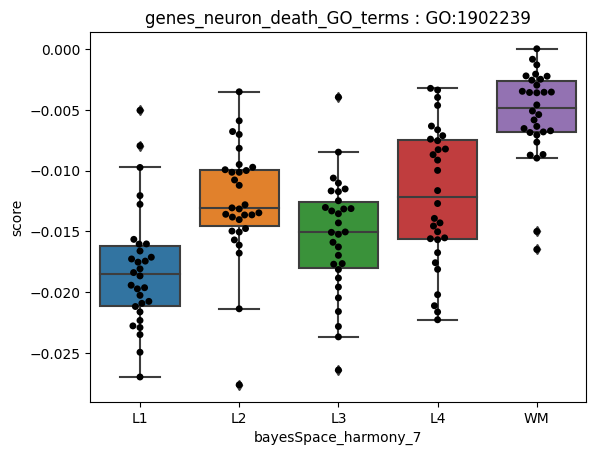 genes_neuron_death_GO_terms : GO:1902239
0.000
−0.005
−0.010
−0.015
−0.020
−0.025
score
L1 L2 L3 L4 WM
bayesSpace_harmony_7